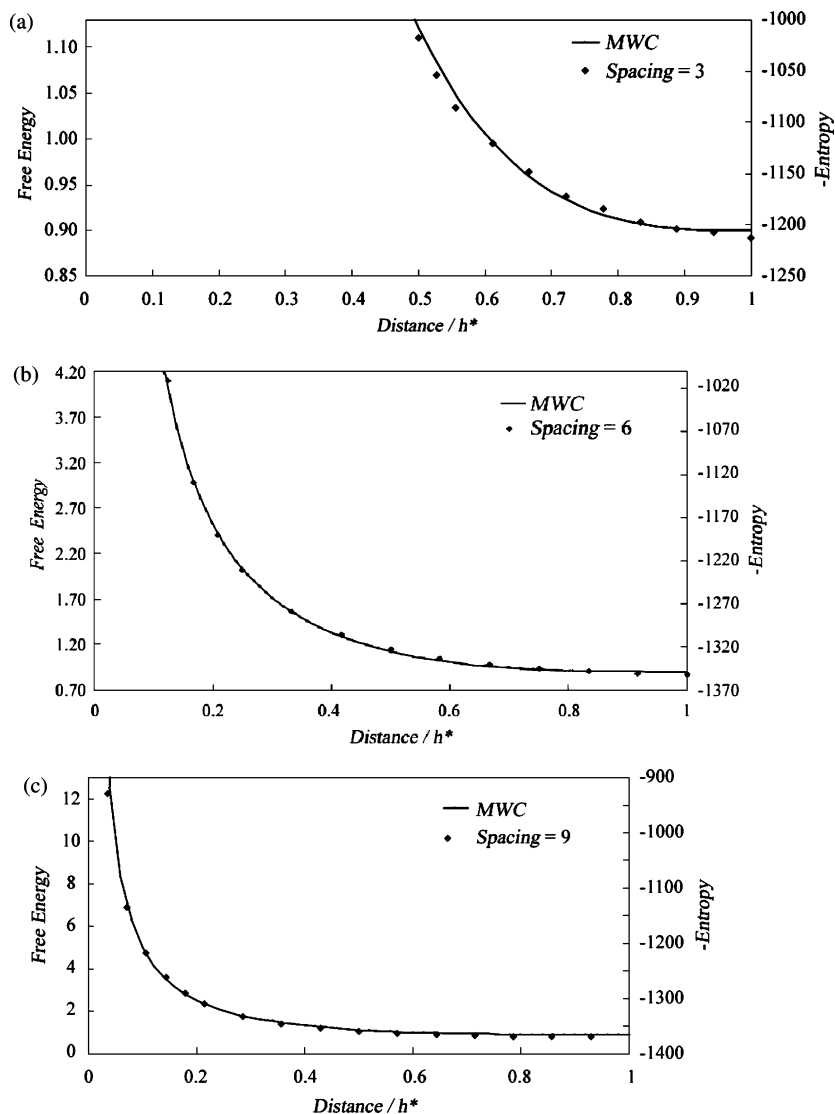 (a)
1.10
1.05
1.00
0.95
0.90
0.85
Free Energy
MWC
Spacing = 3
-1000
-1050
-1100
-1150
-1200
-1250
-Entropy
0 0.1 0.2 0.3 0.4 0.5 0.6 0.7 0.8 0.9 1
Distance / h*
(b)
4.20
3.70
3.20
2.70
2.20
1.70
1.20
0.70
Free Energy
MWC
Spacing = 6
-1020
-1070
-1120
-1170
-1220
-1270
-1320
-1370
-Entropy
0 0.2 0.4 0.6 0.8 1
Distance / h*
(c)
12
10
8
6
4
2
0
Free Energy
MWC
Spacing = 9
-900
-1000
-1100
-1200
-1300
-1400
-Entropy
0 0.2 0.4 0.6 0.8 1
Distance / h*